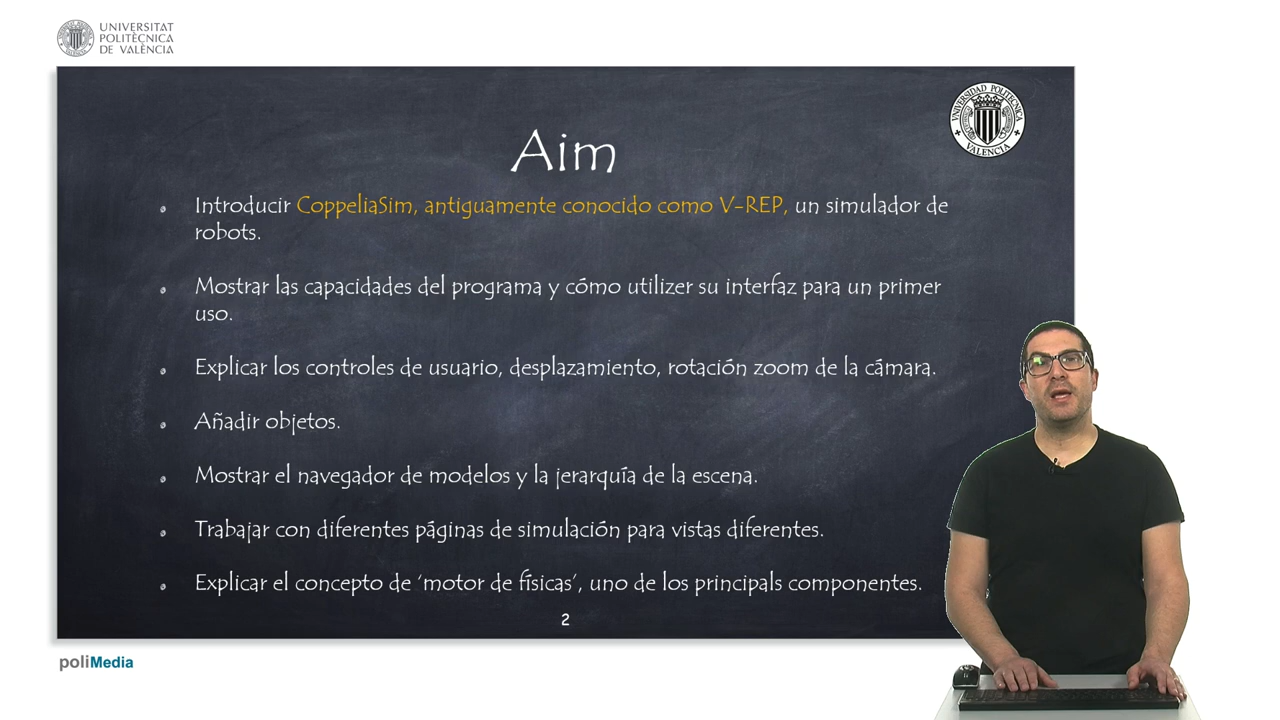 UNIVERSITAT
POLITÈCNICA
DE VALÈNCIA
UNIVERSIDAD POLITECNICA
VALENCIA
Aim
Introducir CoppeliaSim, antiguamente conocido como V-REP, un simulador de
robots.
Mostrar las capacidades del programa y cómo utilizer su interfaz para un primer
uso.
Explicar los controles de usuario, desplazamiento, rotación zoom de la cámara.
Añadir objetos.
Mostrar el navegador de modelos y la jerarquía de la escena.
Trabajar con diferentes páginas de simulación para vistas diferentes.
Explicar el concepto de ‘motor de físicas’, uno de los principals componentes.
2
poliMedia